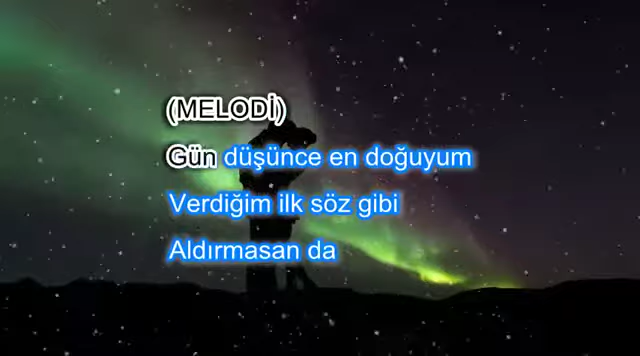 (MELODİ)
Gün düşünce en doğuyum
Verdiğim ilk söz gibi
Aldırmasan da